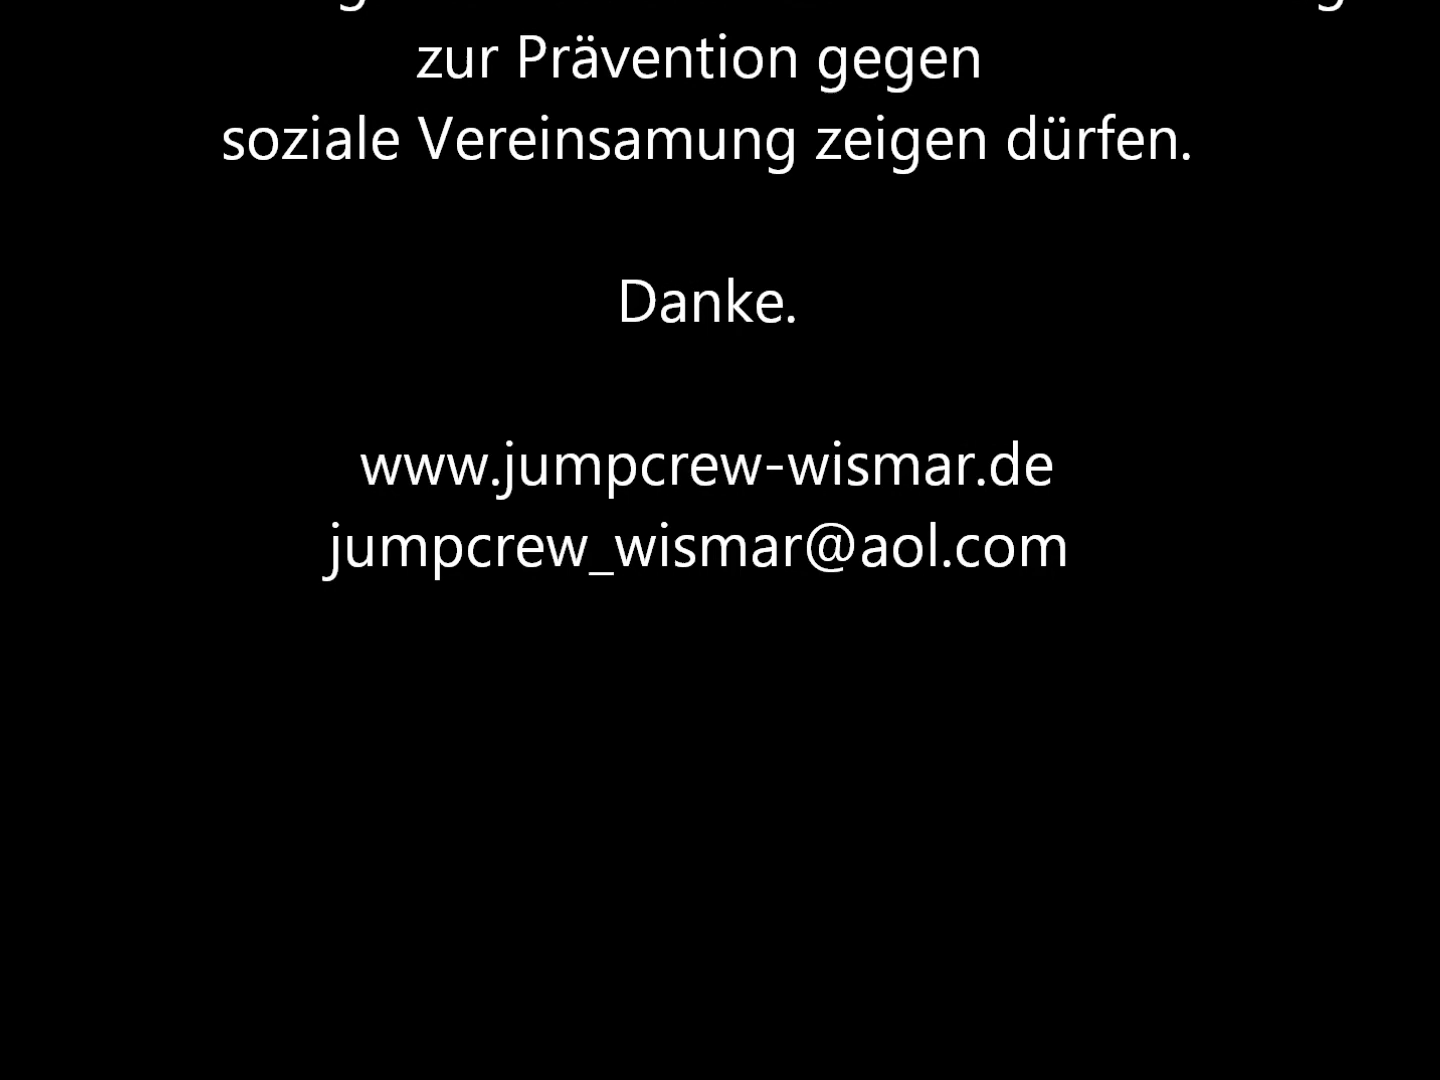 zur Prävention gegen
soziale Vereinsamung zeigen dürfen.
Danke.
www.jumpcrew-wismar.de
jumpcrew_wismar@aol.com